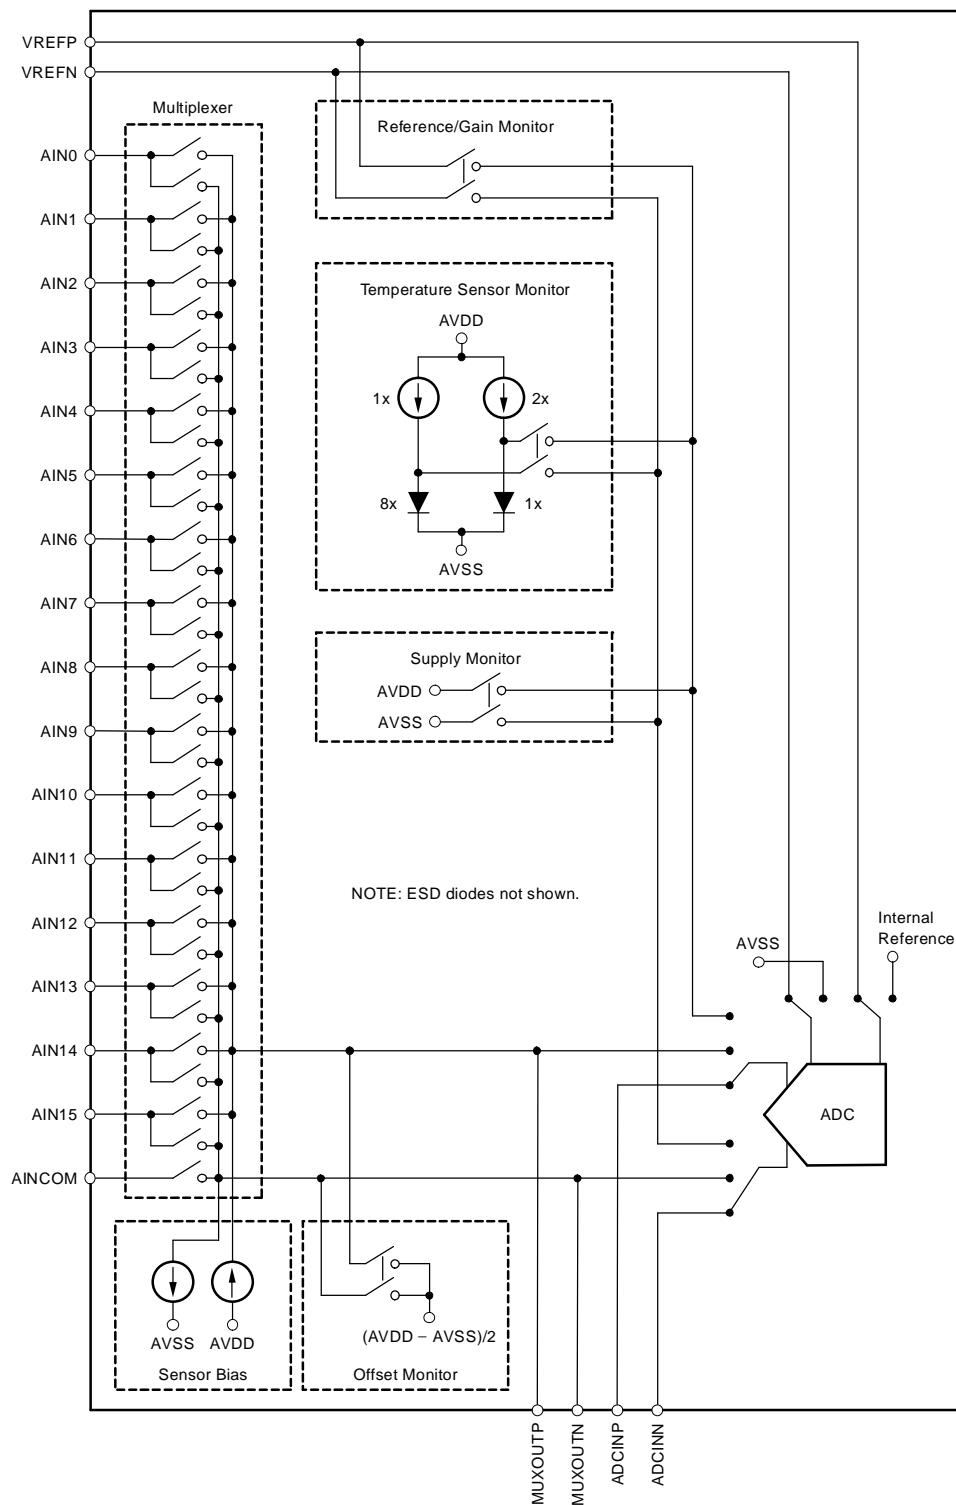 VREFP
VREFN
Multiplexer
Reference/Gain Monitor
AIN0
AIN1
AIN2
AIN3
AIN4
AIN5
AIN6
AIN7
AIN8
AIN9
AIN10
AIN11
AIN12
AIN13
AIN14
AIN15
AINCOM
Temperature Sensor Monitor
AVDD
1x
2x
8x
1x
AVSS
Supply Monitor
AVDD
AVSS
NOTE: ESD diodes not shown.
Internal
Reference
AVSS
ADC
AVSS
AVDD
Sensor Bias
(AVDD – AVSS)/2
Offset Monitor
MUXOUTP
MUXOUTN
ADCINP
ADCINN